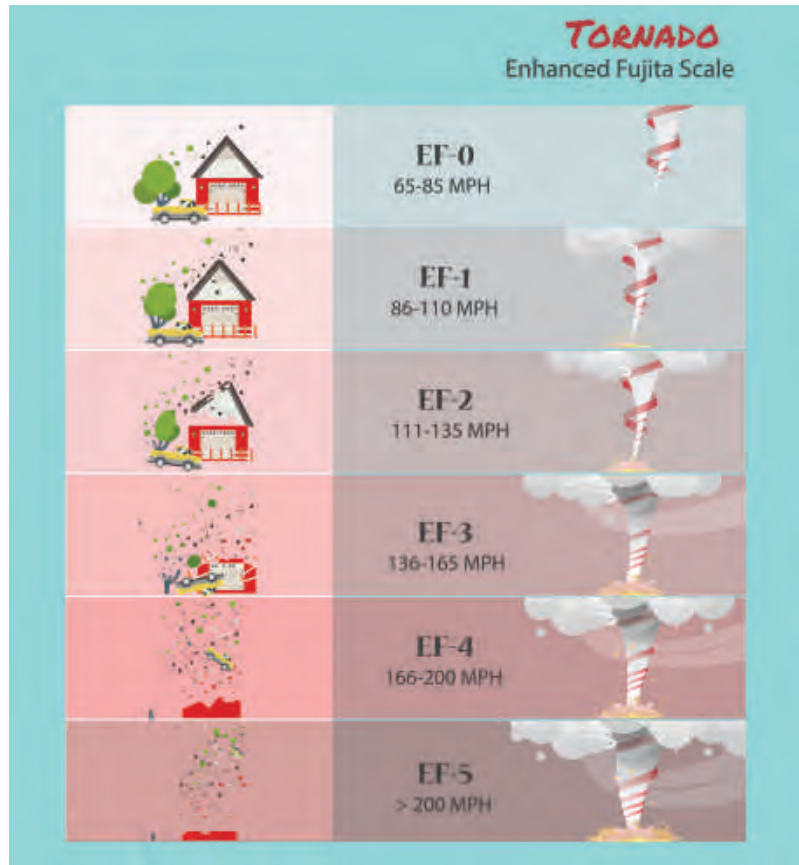 TORNADO
Enhanced Fujita Scale
EF-0
65-85 MPH
EF-1
86-110 MPH
EF-2
111-135 MPH
EF-3
136-165 MPH
EF-4
166-200 MPH
EF-5
> 200 MPH